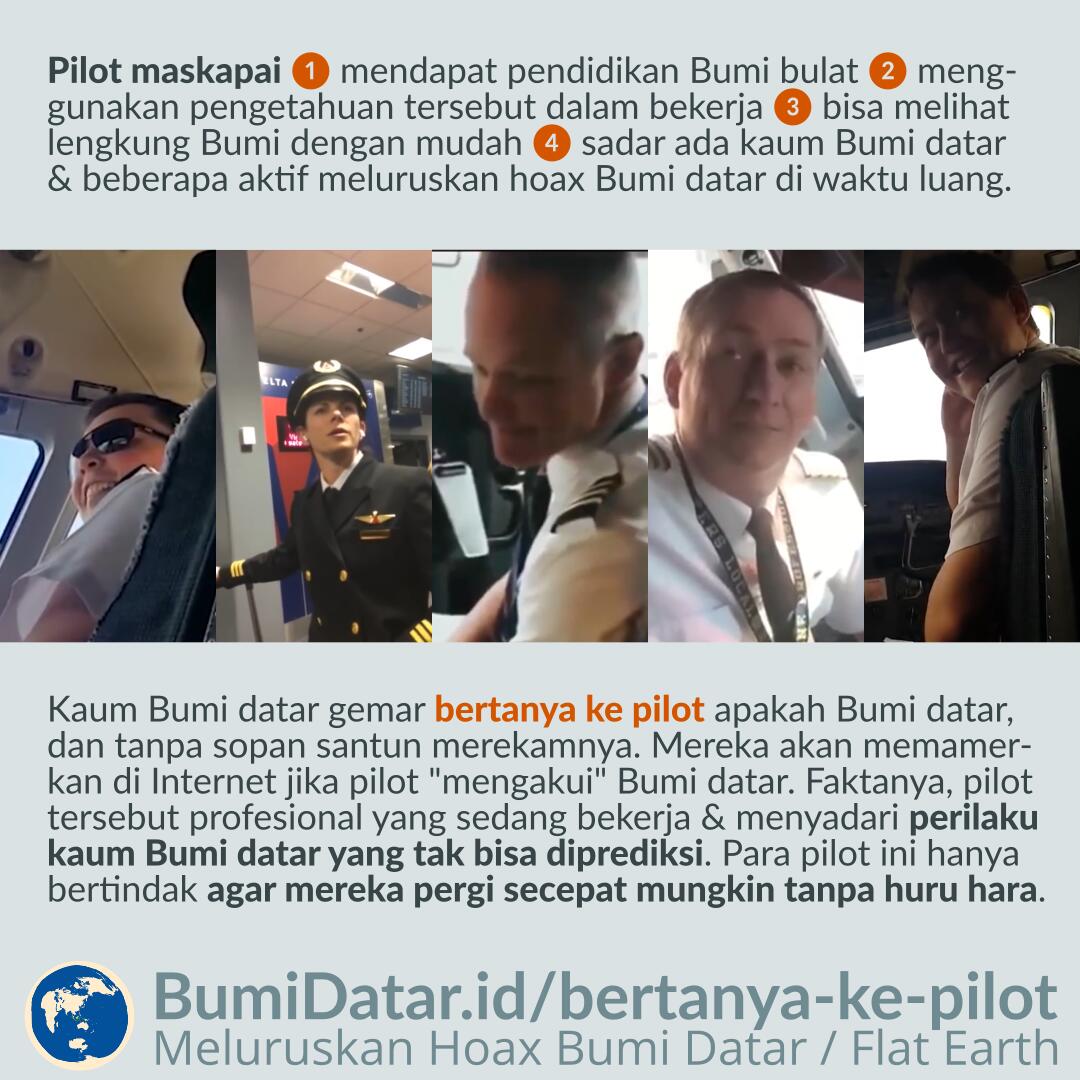 Pilot maskapai 1 mendapat pendidikan Bumi bulat 2 meng-
gunakan pengetahuan tersebut dalam bekerja 3 bisa melihat
lengkung Bumi dengan mudah 4 sadar ada kaum Bumi datar
& beberapa aktif meluruskan hoax Bumi datar di waktu luang.
ELTA
Kaum Bumi datar gemar bertanya ke pilot apakah Bumi datar,
dan tanpa sopan santun merekamnya. Mereka akan memamer-
kan di Internet jika pilot "mengakui" Bumi datar. Faktanya, pilot
tersebut profesional yang sedang bekerja & menyadari perilaku
kaum Bumi datar yang tak bisa diprediksi. Para pilot ini hanya
bertindak agar mereka pergi secepat mungkin tanpa huru hara.
BumiDatar.id/bertanya-ke-pilot
Meluruskan Hoax Bumi Datar / Flat Earth